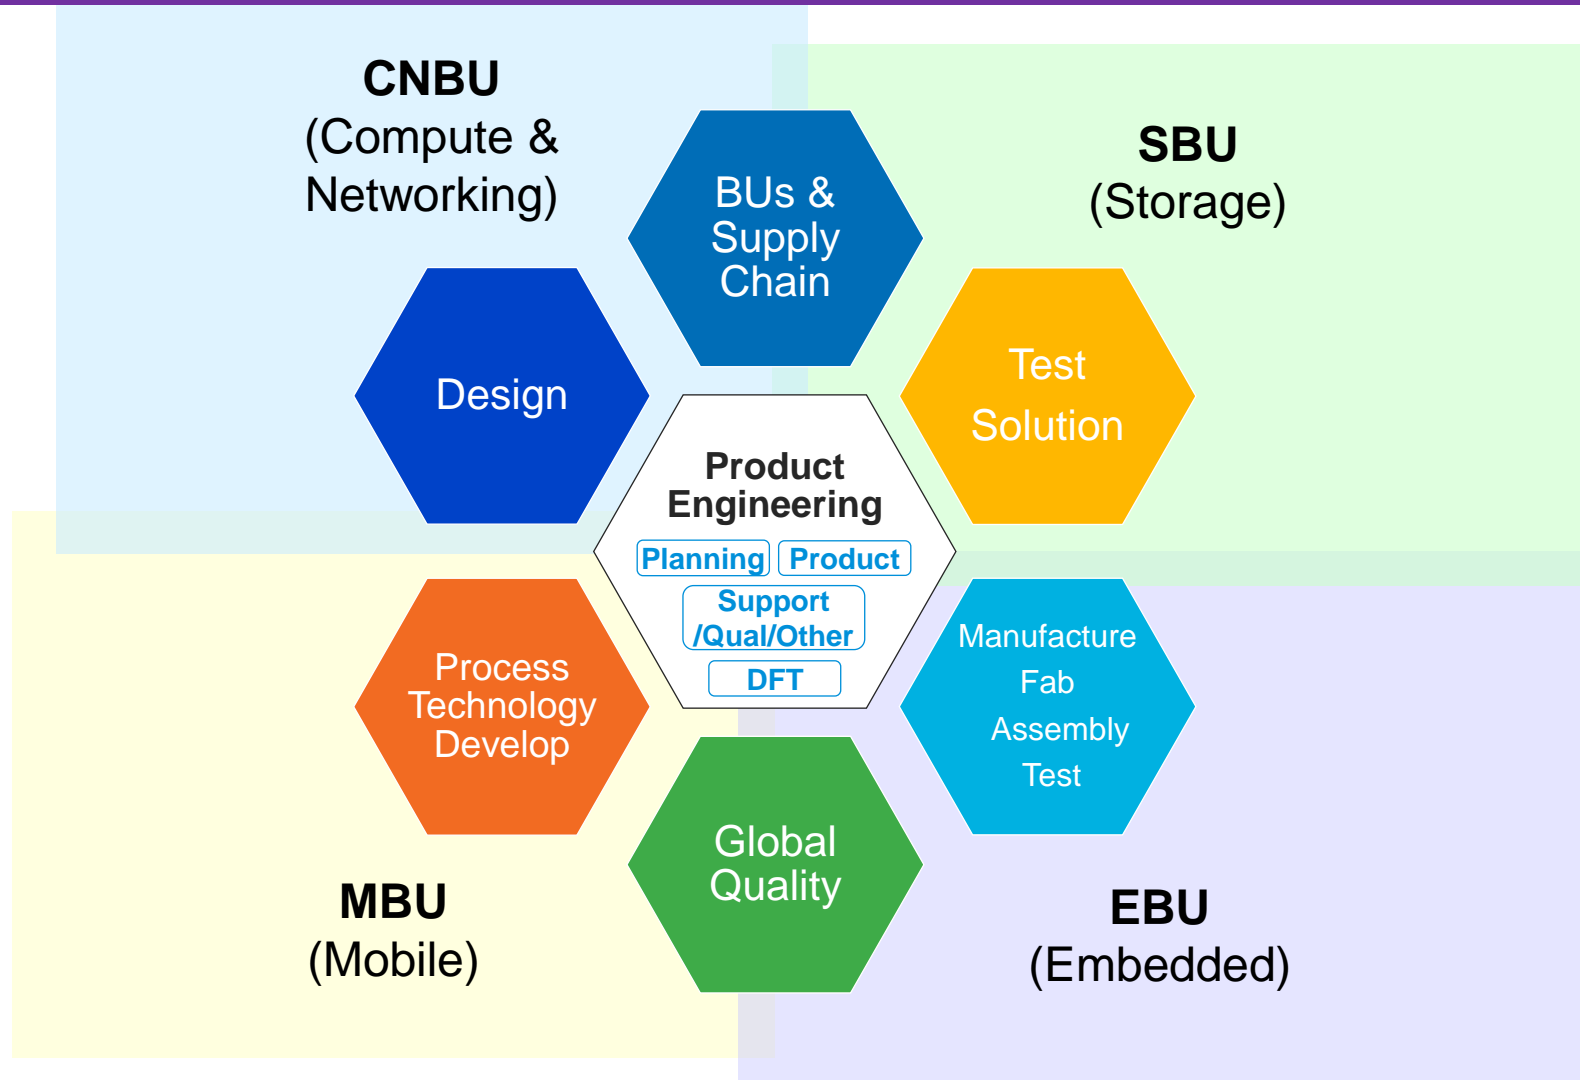 CNBU
(Compute &
Networking)
SBU
(Storage)
BUs &
Supply
Chain
Design
Test
Solution
Product
Engineering
Planning
Product
Support
/Qual/Other
DFT
Process
Technology
Develop
Manufacture
Fab
Assembly
Test
Global
Quality
MBU
(Mobile)
EBU
(Embedded)